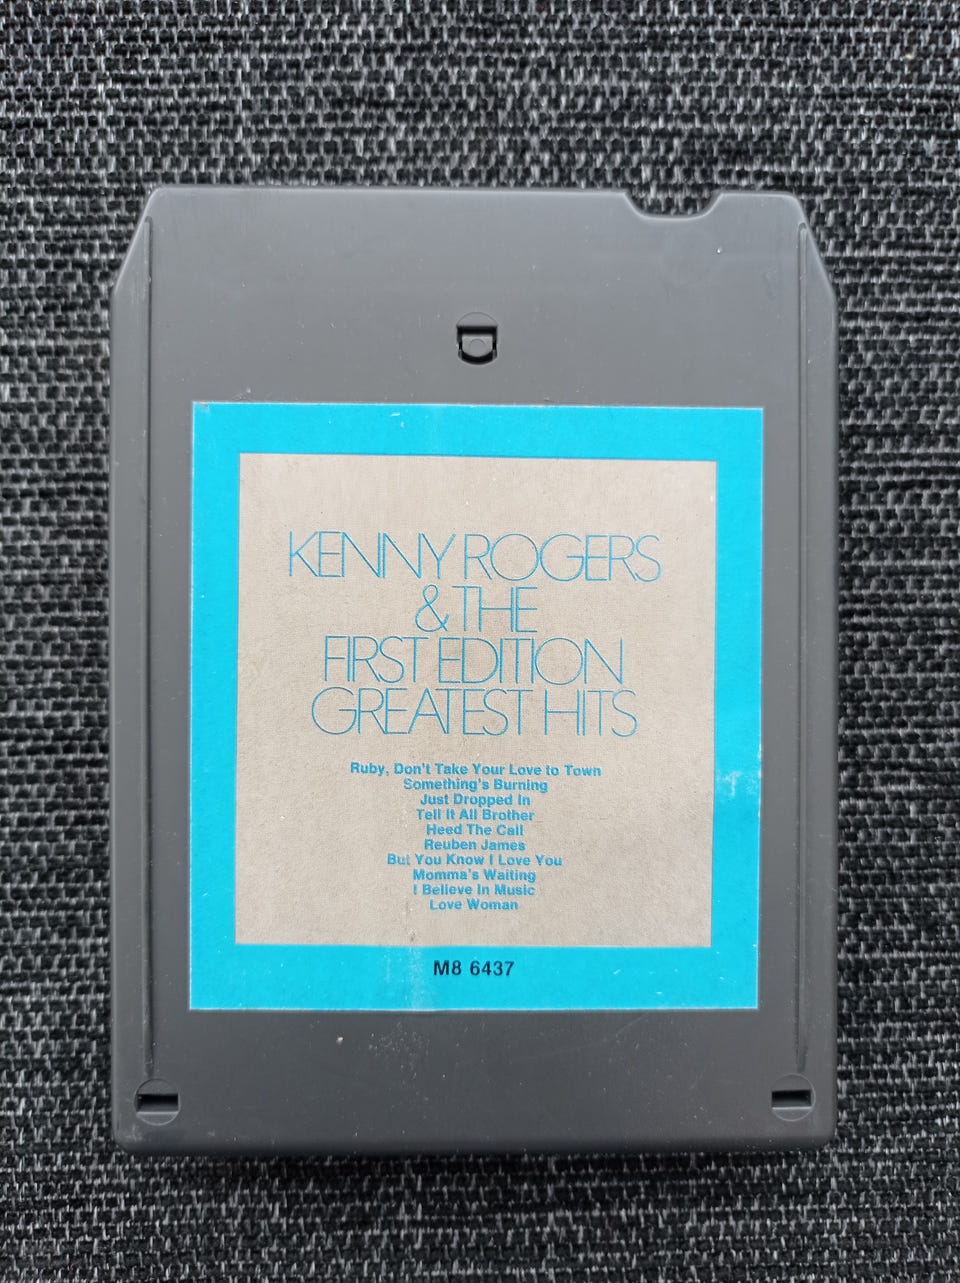 KENNY ROGERS
& THE
FIRST EDITION
GREATEST HITS
Ruby, Don't Take Your Love to Town
Something's Burning
Just Dropped In
Tell It All Brother
Heed The Call
Reuben James
But You Know I Love You
Momma's Waiting
I Believe In Music
Love Woman
M8 6437